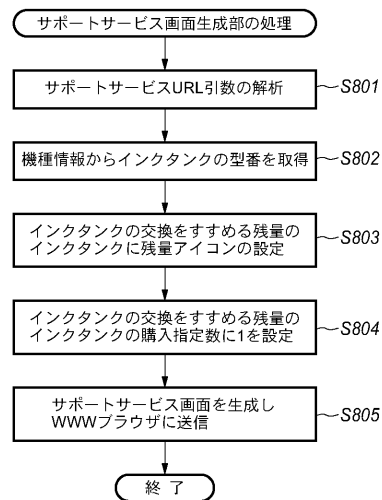 サポートサービス画面生成部の処理
サポートサービスURL引数の解析
S801
機種情報からインクタンクの型番を取得
S802
インクタンクの交換をすすめる残量の
インクタンクに残量アイコンの設定
S803
インクタンクの交換をすすめる残量の
インクタンクの購入指定数に1を設定
S804
サポートサービス画面を生成し
WWWブラウザに送信
S805
終 了